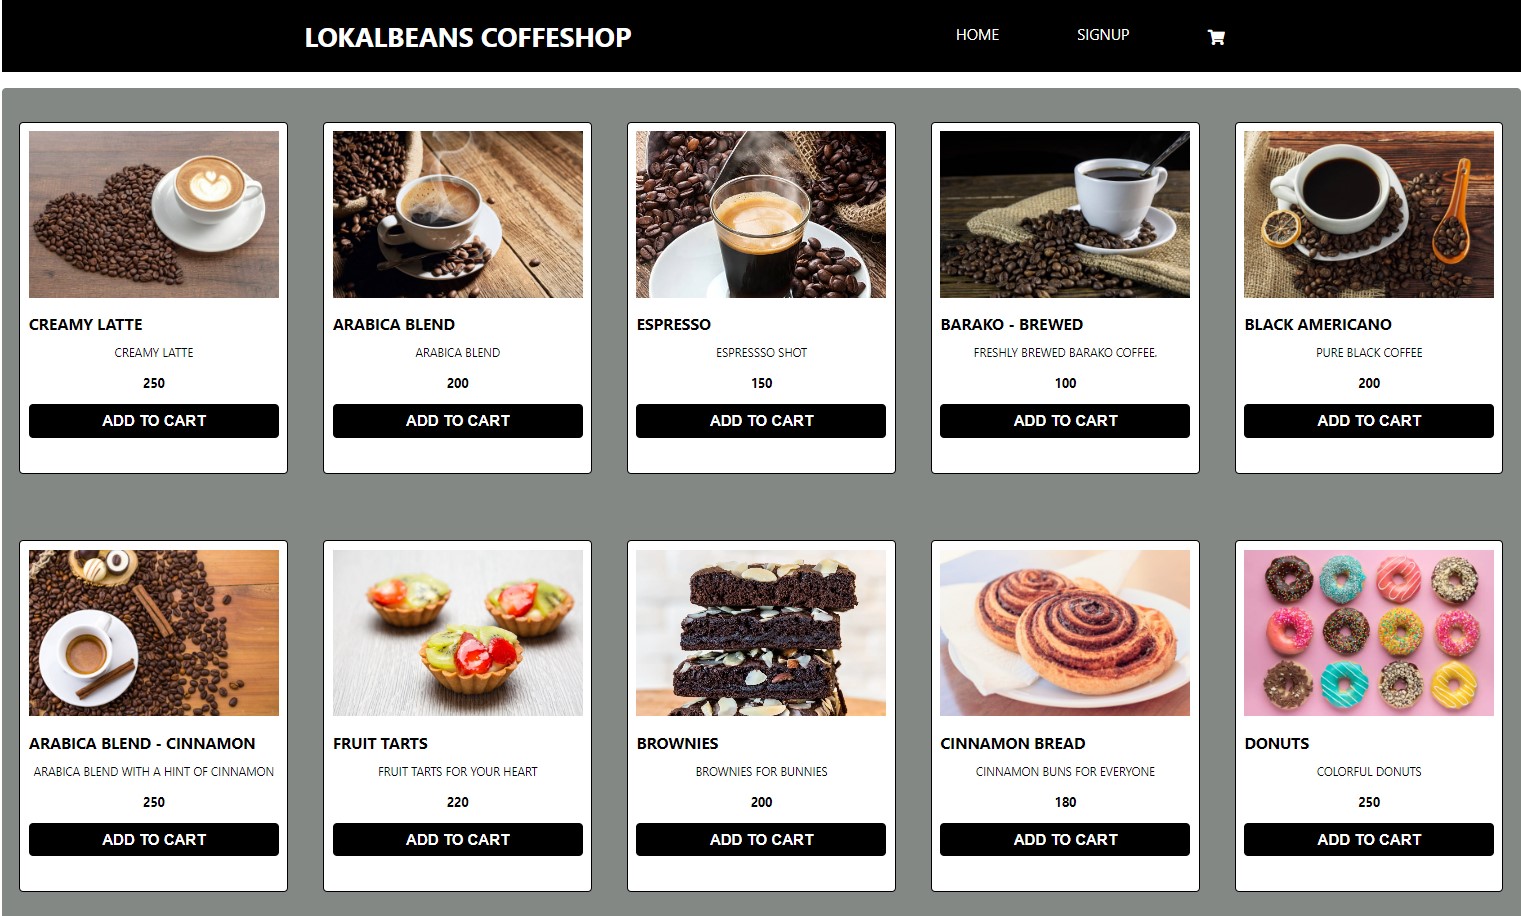 LOKALBEANS COFFESHOP
HOME
SIGNUP
CREAMY LATTE
CREAMY LATTE
250
ADD TO CART
ARABICA BLEND
ARABICA BLEND
200
ADD TO CART
ESPRESSO
ESPRESSSO SHOT
150
ADD TO CART
BARAKO - BREWED
FRESHLY BREWED BARAKO COFFEE.
100
ADD TO CART
BLACK AMERICANO
PURE BLACK COFFEE
200
ADD TO CART
ARABICA BLEND - CINNAMON
ARABICA BLEND WITH A HINT OF CINNAMON
250
ADD TO CART
FRUIT TARTS
FRUIT TARTS FOR YOUR HEART
220
ADD TO CART
BROWNIES
BROWNIES FOR BUNNIES
200
ADD TO CART
CINNAMON BREAD
CINNAMON BUNS FOR EVERYONE
180
ADD TO CART
DONUTS
COLORFUL DONUTS
250
ADD TO CART